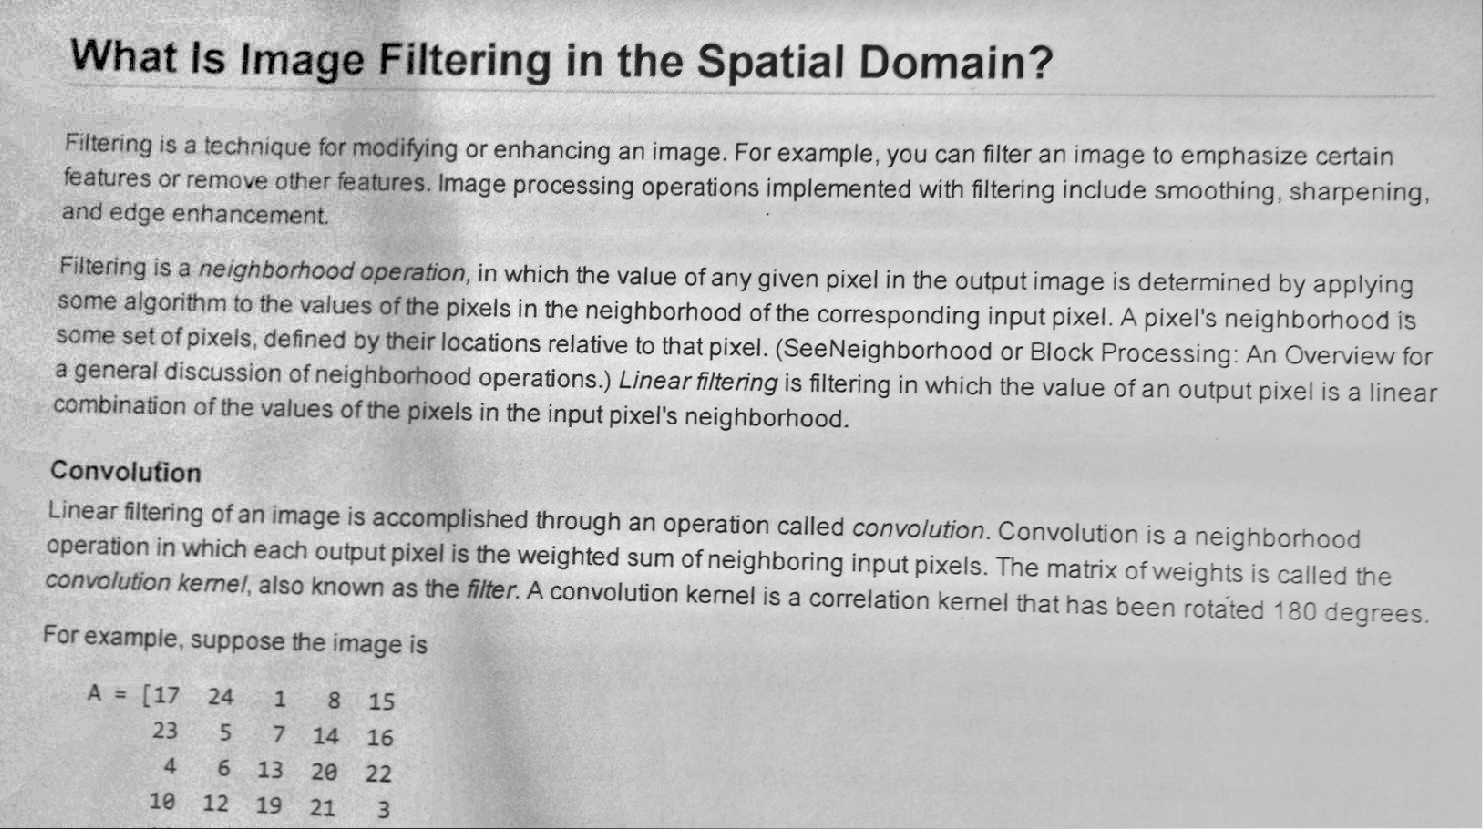 What Is Image Filtering in the Spatial Domain?
Filtering is a technique for modifying or enhancing an image. For example, you can filter an image to emphasize certain
features or remove other features. Image processing operations implemented with filtering include smoothing, sharpening,
and edge enhancement.
Filtering is a neighborhood operation, in which the value of any given pixel in the output image is determined by applying
some algorithm to the values of the pixels in the neighborhood of the corresponding input pixel. A pixel's neighborhood is
some set of pixels, defined by their locations relative to that pixel. (SeeNeighborhood or Block Processing: An Overview for
a general discussion of neighborhood operations.) Linear filtering is filtering in which the value of an output pixel is a linear
combination of the values of the pixels in the input pixel's neighborhood.
Convolution
Linear filtering of an image is accomplished through an operation called convolution. Convolution is a neighborhood
operation in which each output pixel is the weighted sum of neighboring input pixels. The matrix of weights is called the
convolution kernel, also known as the filter. A convolution kernel is a correlation kernel that has been rotated 180 degrees.
For example, suppose the image is
A = [17 24 1 8 15
23 5 7 14 16
4 6 13 20 22
10 12 19 21 3